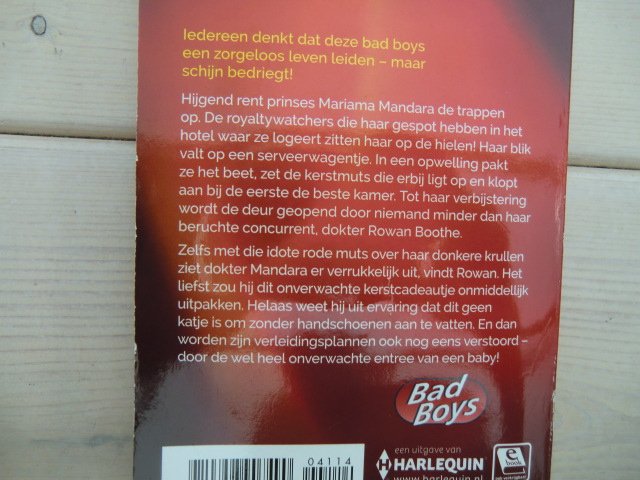 Iedereen denkt dat deze bad boys
een zorgeloos leven leiden – maar
schijn bedriegt!
Hijgend rent prinses Mariama Mandara de trappen
op. De royaltywatchers die haar gespot hebben in het
hotel waar ze logeert zitten haar op de hielen! Haar blik
valt op een serveerwagentje. In een opwelling pakt
ze het beet, zet de kerstmuts die erbij ligt op en klopt
aan bij de eerste de beste kamer. Tot haar verbijstering
wordt de deur geopend door niemand minder dan haar
beruchte concurrent, dokter Rowan Boothe.
Zelfs met die idote rode muts over haar donkere krullen
ziet dokter Mandara er verrukkelijk uit, vindt Rowan. Het
liefst zou hij dit onverwachte kerstcadeautje onmiddellijk
uitpakken. Helaas weet hij uit ervaring dat dit geen
katje is om zonder handschoenen aan te vatten. En dan
worden zijn verleidingsplannen ook nog eens verstoord –
door de wel heel onverwachte entree van een baby!
Bad
Boys
04114
een uitgave van
HARLEQUIN
www.harlequin.nl
e
book